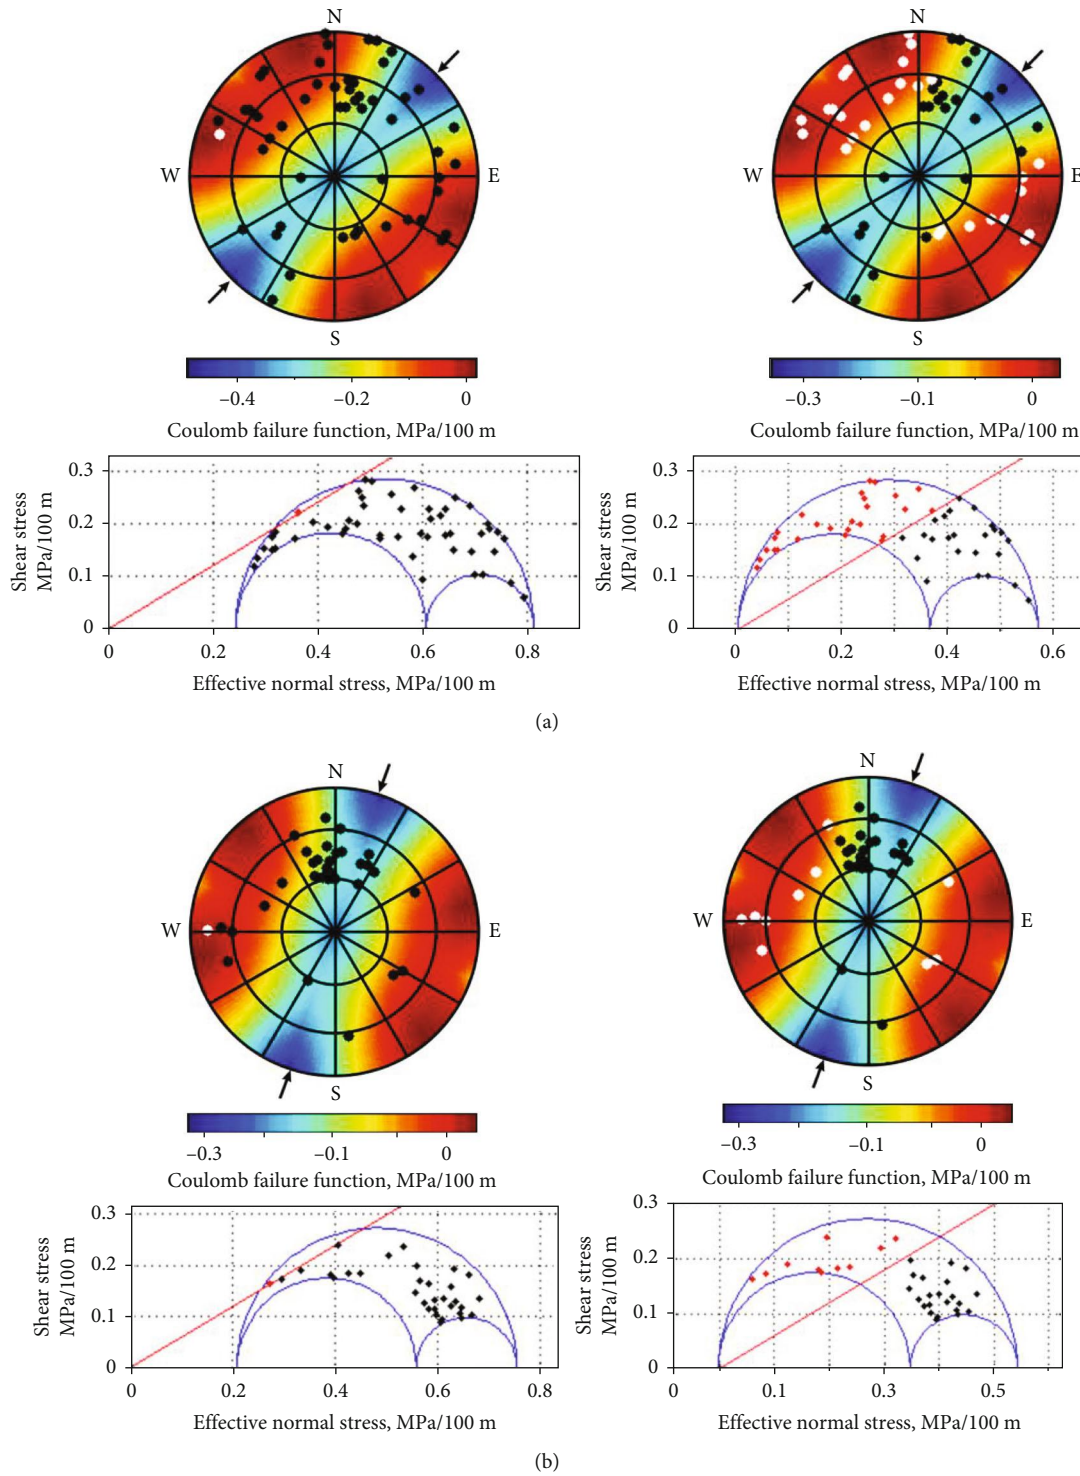 N
N
W
E
W
E
S
S
−0.4 −0.2 0
−0.3 −0.1 0
Coulomb failure function, MPa/100 m
Coulomb failure function, MPa/100 m
Shear stress
MPa/100 m
0.3
0.2
0.1
0
0 0.2 0.4 0.6 0.8
Effective normal stress, MPa/100 m
Shear stress
MPa/100 m
0.3
0.2
0.1
0
0 0.2 0.4 0.6
Effective normal stress, MPa/100 m
(a)
N
N
W
E
W
E
S
S
−0.3 −0.1 0
−0.3 −0.1 0
Coulomb failure function, MPa/100 m
Coulomb failure function, MPa/100 m
Shear stress
MPa/100 m
0.3
0.2
0.1
0
0 0.2 0.4 0.6 0.8
Effective normal stress, MPa/100 m
Shear stress
MPa/100 m
0.3
0.2
0.1
0
0 0.1 0.3 0.5
Effective normal stress, MPa/100 m
(b)